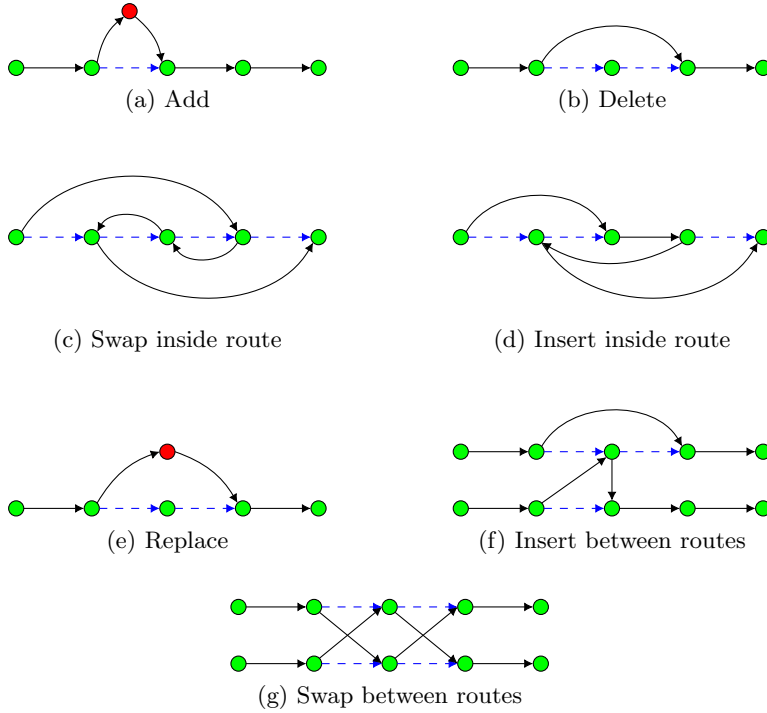 (a) Add
(b) Delete
(c) Swap inside route
(d) Insert inside route
(e) Replace
(f) Insert between routes
(g) Swap between routes